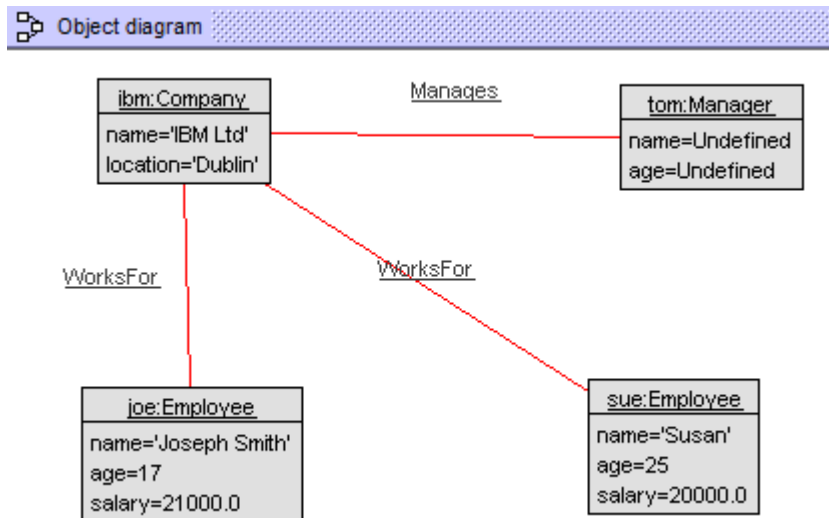 Object diagram
ibm:Company
name='IBM Ltd'
location='Dublin'
Manages
tom:Manager
name=Undefined
age=Undefined
WorksFor
WorksFor
joe:Employee
name='Joseph Smith'
age=17
salary=21000.0
sue:Employee
name='Susan'
age=25
salary=20000.0